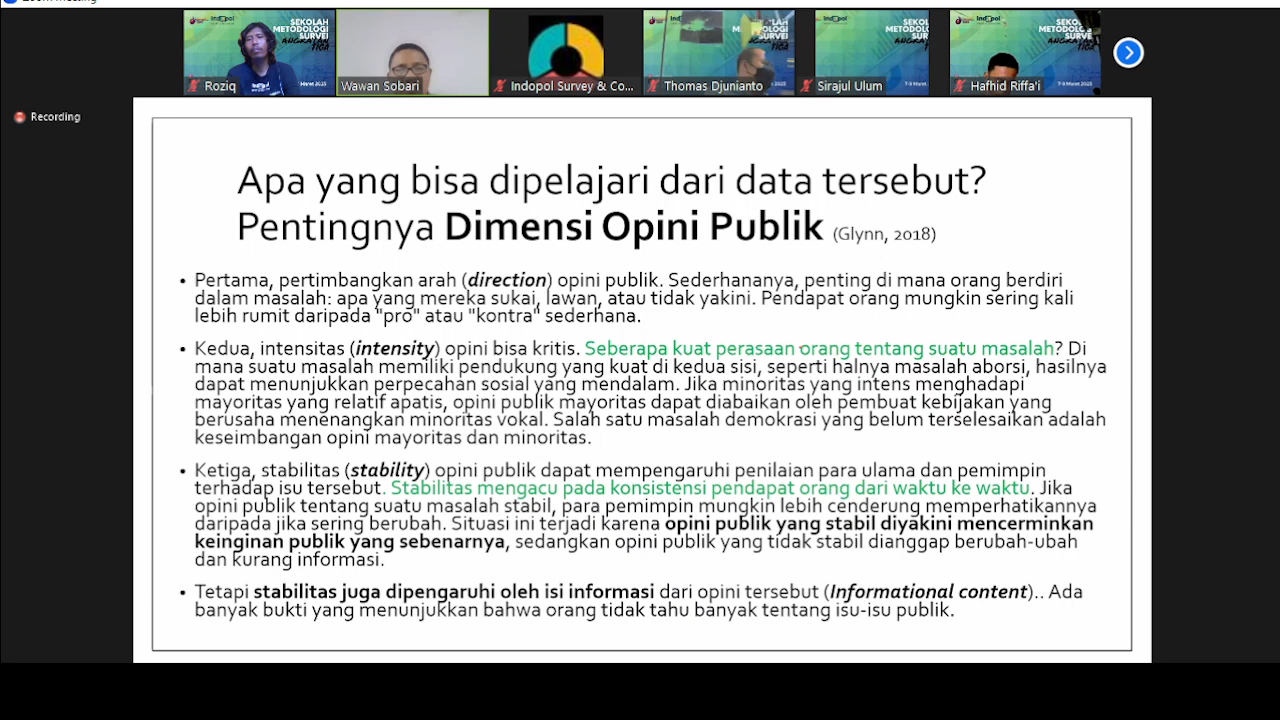 Zoom Meeting
Recording
Roziq
Wawan Sobari
Indopol Survey & Co...
Thomas Djunianto
Sirajul Ulum
Hafhid Riffa'i
Apa yang bisa dipelajari dari data tersebut?
Pentingnya Dimensi Opini Publik (Glynn, 2018)
• Pertama, pertimbangkan arah (direction) opini publik. Sederhananya, penting di mana orang berdiri
dalam masalah: apa yang mereka sukai, lawan, atau tidak yakini. Pendapat orang mungkin sering kali
lebih rumit daripada "pro" atau "kontra" sederhana.
• Kedua, intensitas (intensity) opini bisa kritis. Seberapa kuat perasaan orang tentang suatu masalah? Di
mana suatu masalah memiliki pendukung yang kuat di kedua sisi, seperti halnya masalah aborsi, hasilnya
dapat menunjukkan perpecahan sosial yang mendalam. Jika minoritas yang intens menghadapi
mayoritas yang relatif apatis, opini publik mayoritas dapat diabaikan oleh pembuat kebijakan yang
berusaha menenangkan minoritas vokal. Salah satu masalah demokrasi yang belum terselesaikan adalah
keseimbangan opini mayoritas dan minoritas.
• Ketiga, stabilitas (stability) opini publik dapat mempengaruhi penilaian para ulama dan pemimpin
terhadap isu tersebut. Stabilitas mengacu pada konsistensi pendapat orang dari waktu ke waktu. Jika
opini publik tentang suatu masalah stabil, para pemimpin mungkin lebih cenderung memperhatikannya
daripada jika sering berubah. Situasi ini terjadi karena opini publik yang stabil diyakini mencerminkan
keinginan publik yang sebenarnya, sedangkan opini publik yang tidak stabil dianggap berubah-ubah
dan kurang informasi.
• Tetapi stabilitas juga dipengaruhi oleh isi informasi dari opini tersebut (Informational content).. Ada
banyak bukti yang menunjukkan bahwa orang tidak tahu banyak tentang isu-isu publik.